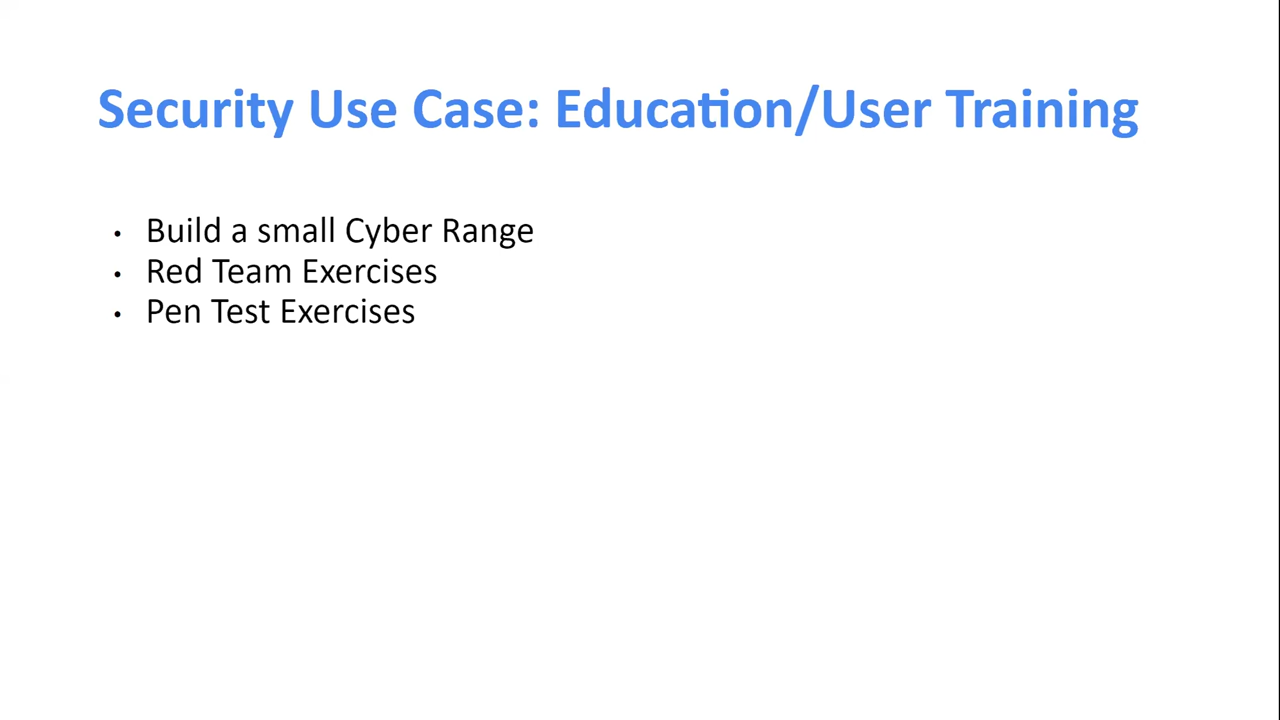 Security Use Case: Education/User Training
• Build a small Cyber Range
• Red Team Exercises
• Pen Test Exercises